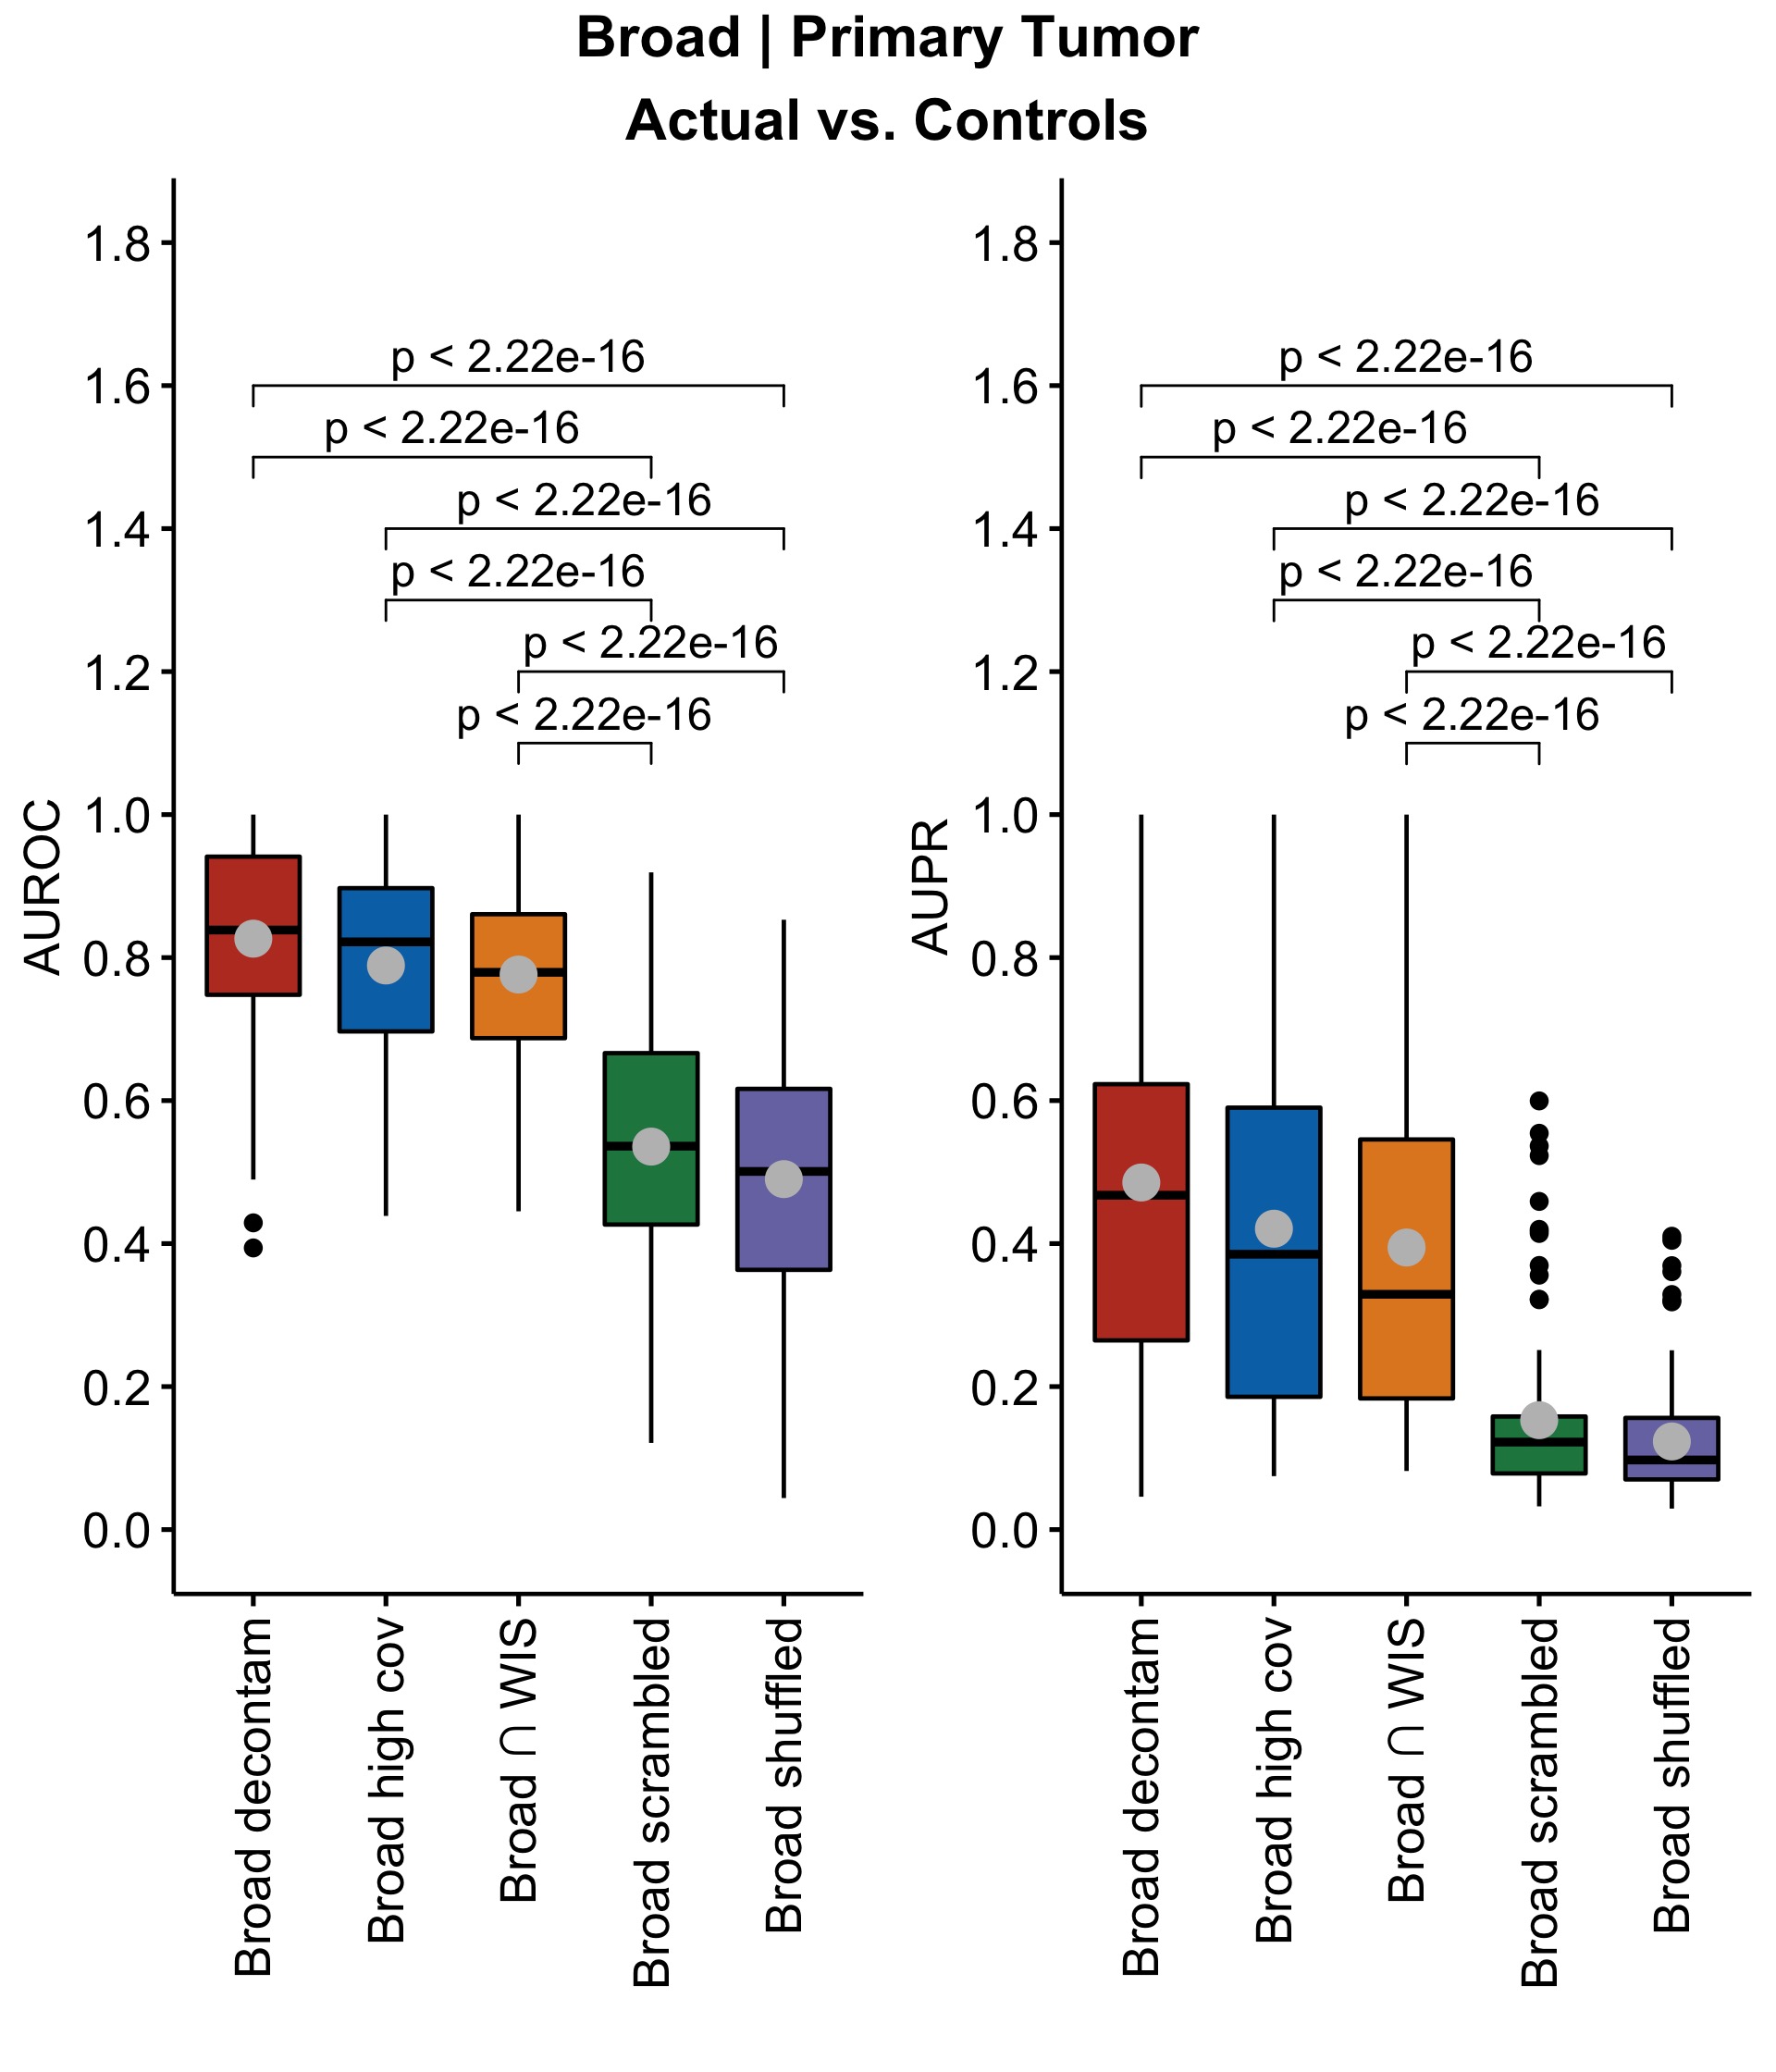 Broad | Primary Tumor
Actual vs. Controls
AUROC
1.8
1.6
1.4
1.2
1.0
0.8
0.6
0.4
0.2
0.0
p < 2.22e-16
p < 2.22e-16
p < 2.22e-16
p < 2.22e-16
p < 2.22e-16
p < 2.22e-16
Broad decontam
Broad high cov
Broad ∩ WIS
Broad scrambled
Broad shuffled
AUPR
1.8
1.6
1.4
1.2
1.0
0.8
0.6
0.4
0.2
0.0
p < 2.22e-16
p < 2.22e-16
p < 2.22e-16
p < 2.22e-16
p < 2.22e-16
p < 2.22e-16
Broad decontam
Broad high cov
Broad ∩ WIS
Broad scrambled
Broad shuffled